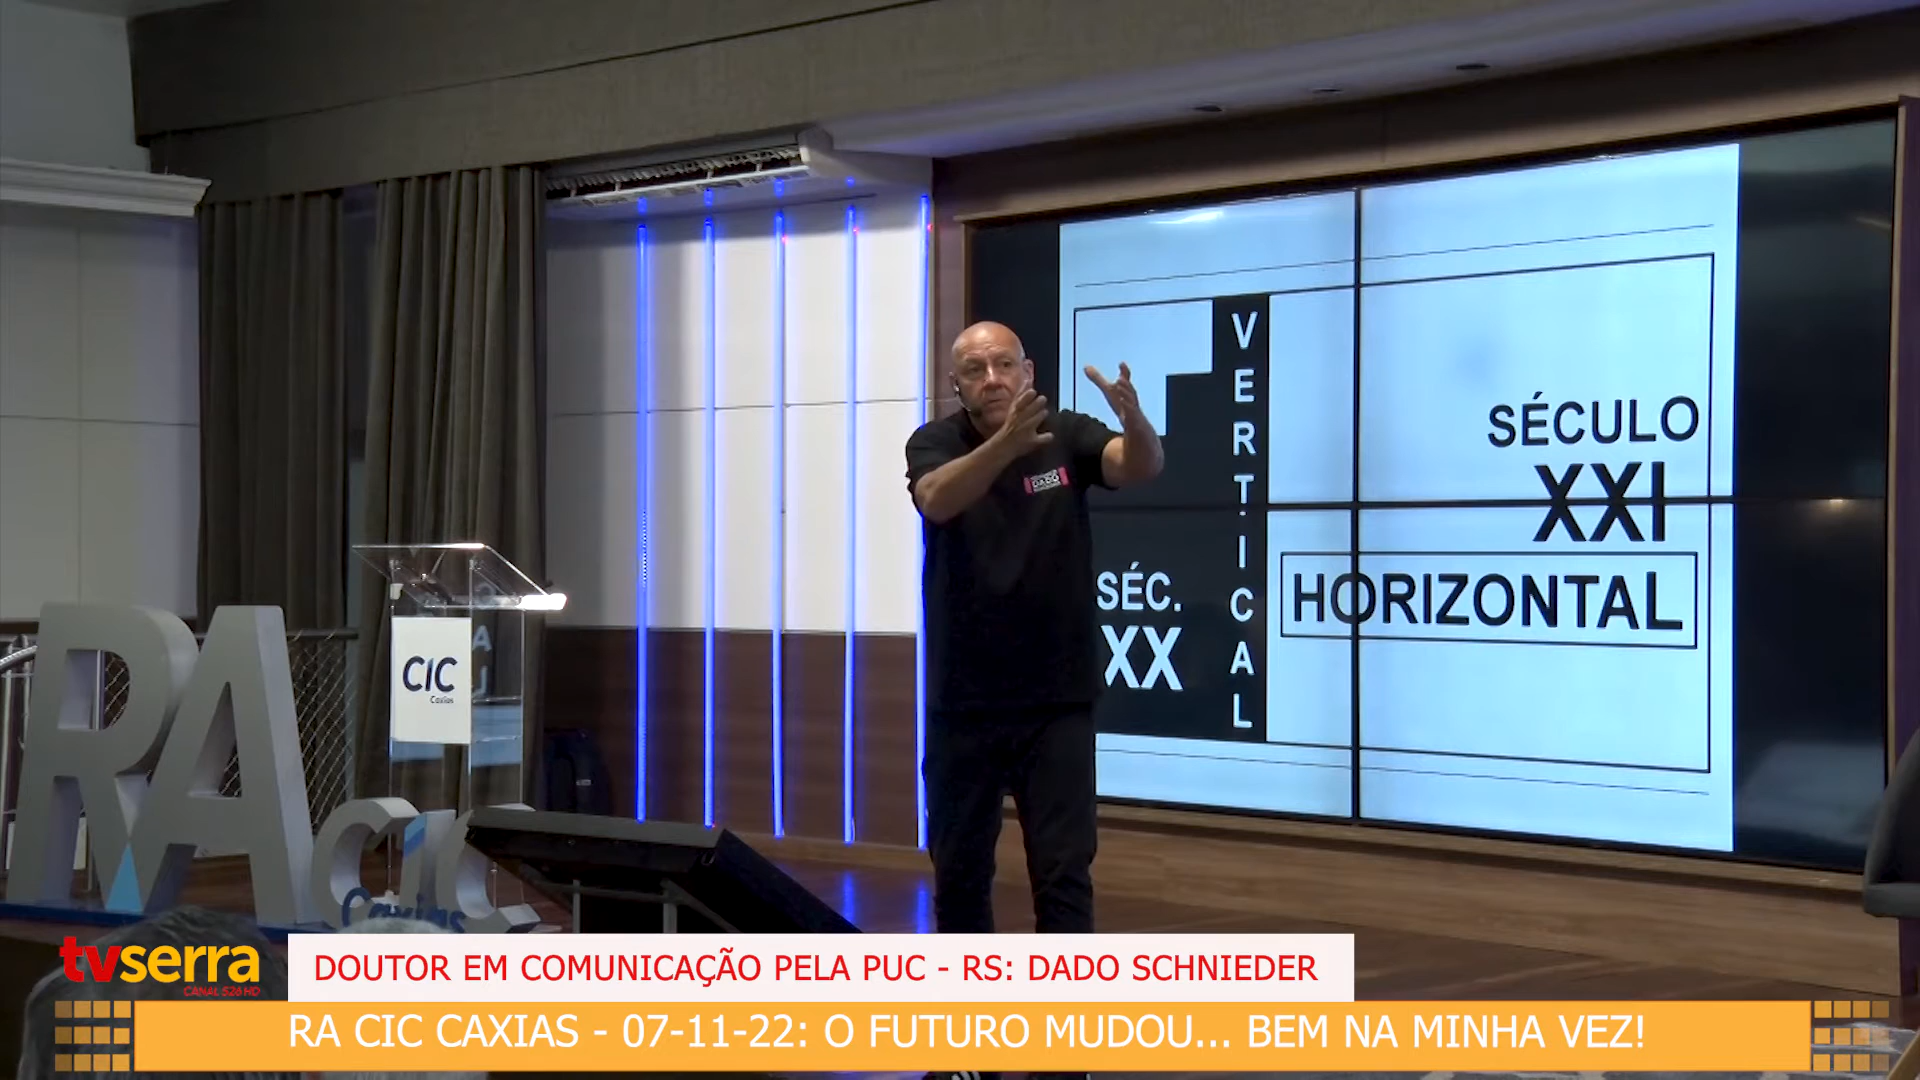 VERTICAL
SÉCULO
XXI
HORIZONTAL
SÉC.
XX
DADO
CIC
Caxias
RA
CIC
Caxias
tvserra
CANAL 526 HD
DOUTOR EM COMUNICAÇÃO PELA PUC - RS: DADO SCHNIEDER
RA CIC CAXIAS - 07-11-22: O FUTURO MUDOU... BEM NA MINHA VEZ!